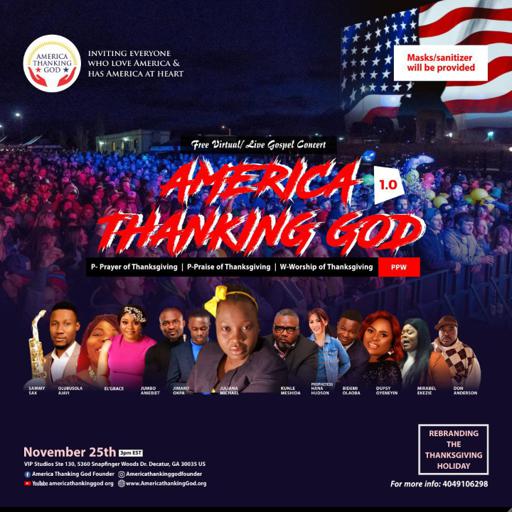 AMERICA
THANKING
GOD
INVITING EVERYONE
WHO LOVE AMERICA &
HAS AMERICA AT HEART
Masks/sanitizer
will be provided
Free Virtual/ Live Gospel Concert
AMERICA 1.0
THANKING GOD
P- Prayer of Thanksgiving | P-Praise of Thanksgiving | W-Worship of Thanksgiving PPW
SAMMY
SAX
OLUBUSOLA
AJAYI
EL'GRACE
JUMBO
ANIEBIET
JIMARO
OKPA
JULIANA
MICHAEL
KUNLE
MESHIDA
PROPHETESS
HANA
HUDSON
BIDEMI
OLAOBA
DUPSY
OYENEYIN
MIRABEL
EKEZIE
DON
ANDERSON
November 25th 3pm EST
VIP Studios Ste 130, 5360 Snapfinger Woods Dr. Decatur, GA 30035 US
America Thanking God Founder @americathankinggodfounder
YouTube americathankinggod org www.AmericathankingGod.org
REBRANDING
THE
THANKSGIVING
HOLIDAY
For more info: 4049106298